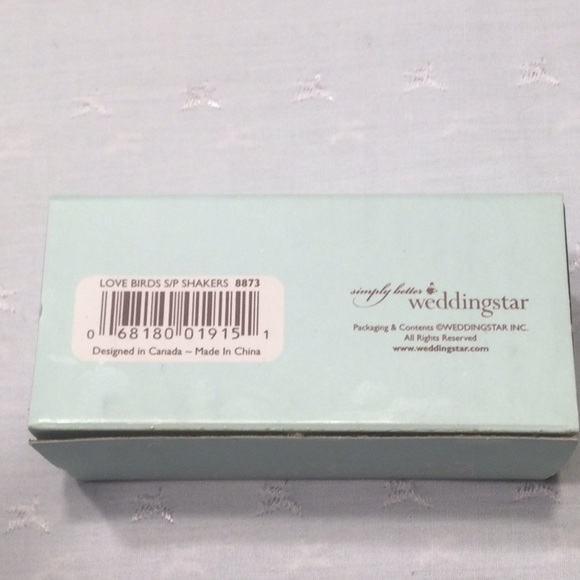 LOVE BIRDS S/P SHAKERS 8873
0 68180 01915 1
Designed in Canada ~ Made In China
simply better
weddingstar
Packaging & Contents ©WEDDINGSTAR INC.
All Rights Reserved
www.weddingstar.com